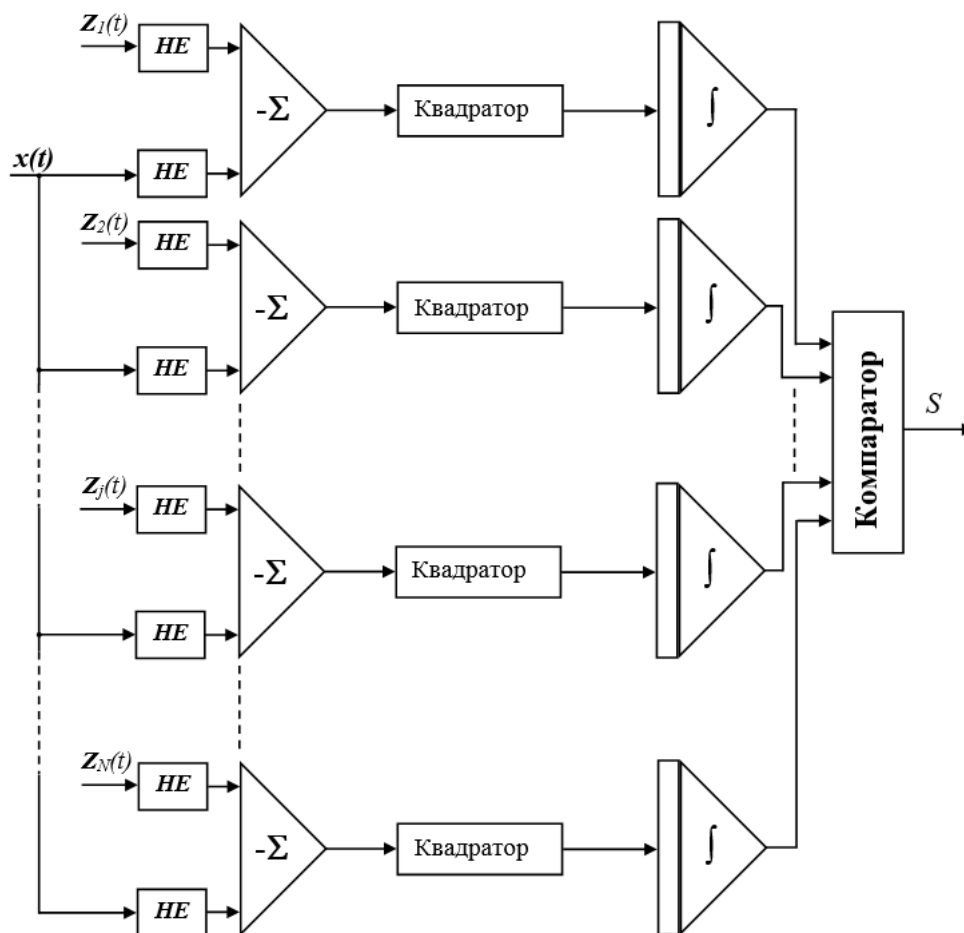 Z1(t)
НЕ
-Σ
Квадратор
∫
x(t)
НЕ
Z2(t)
НЕ
-Σ
Квадратор
∫
НЕ
Компаратор
S
Zj(t)
НЕ
-Σ
Квадратор
∫
НЕ
ZN(t)
НЕ
-Σ
Квадратор
∫
НЕ